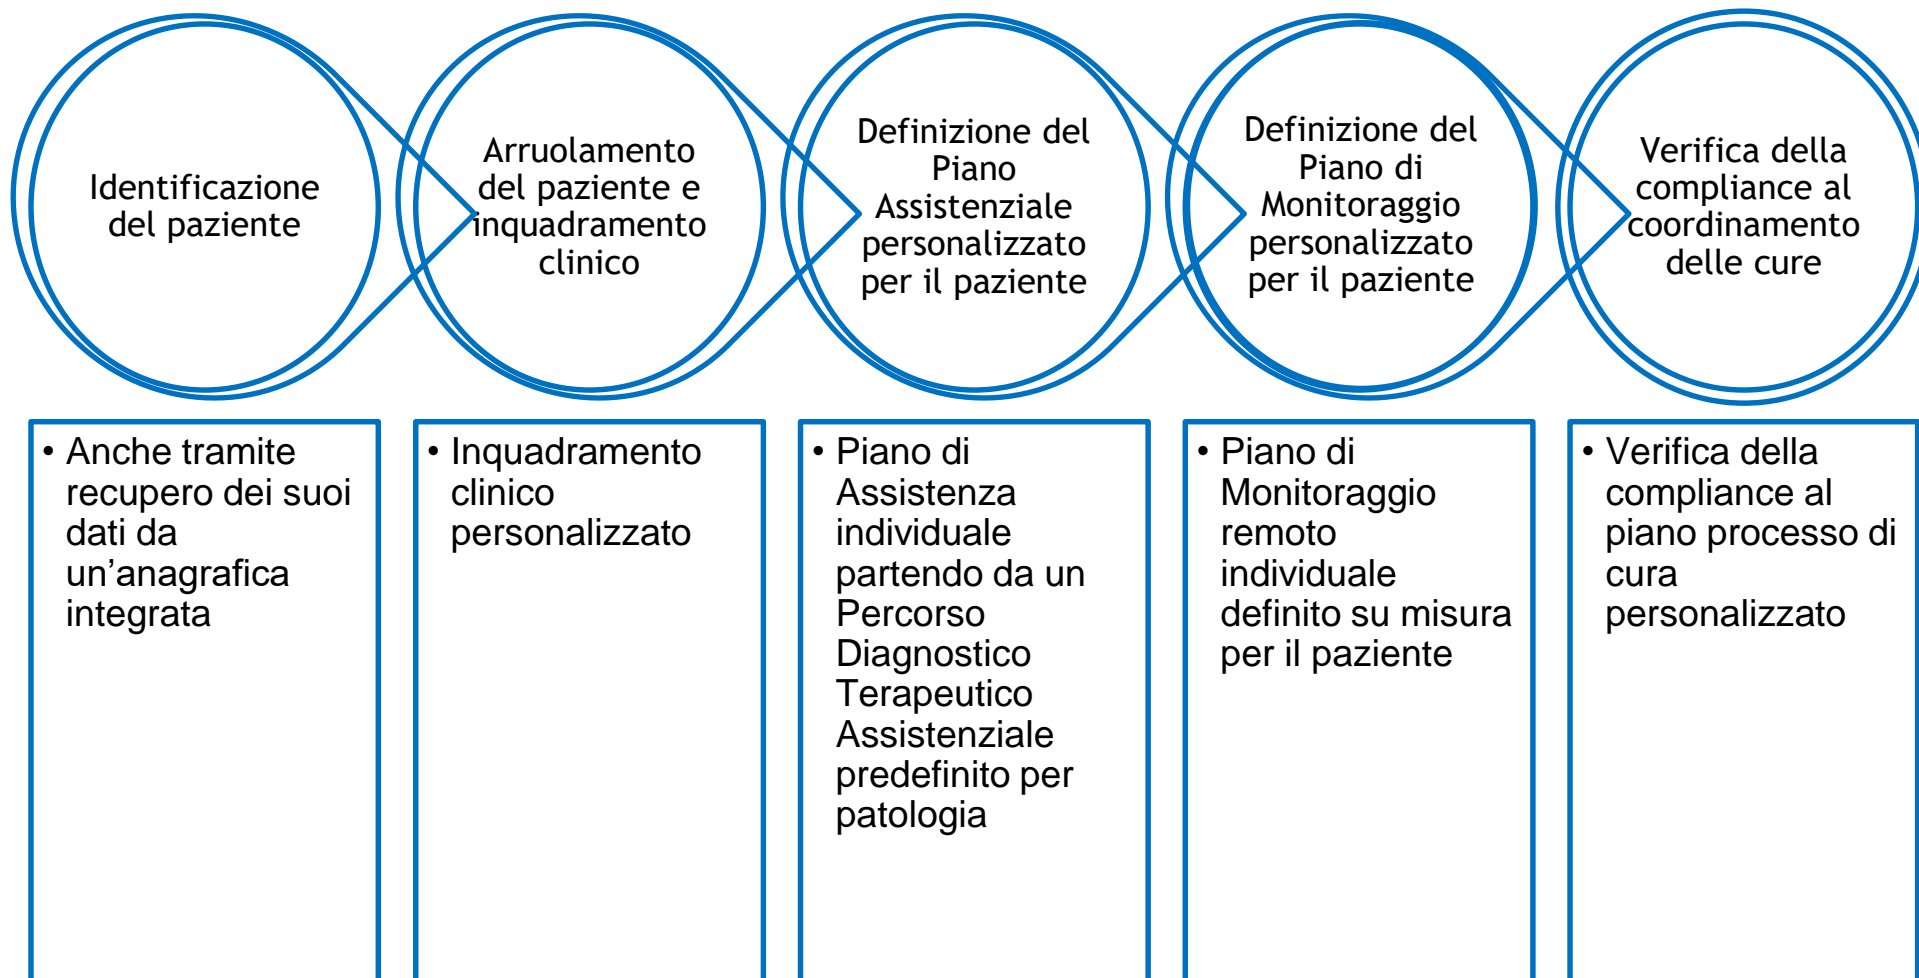 Identificazione
del paziente
Arruolamento
del paziente e
inquadramento
clinico
Definizione del
Piano
Assistenziale
personalizzato
per il paziente
Definizione del
Piano di
Monitoraggio
personalizzato
per il paziente
Verifica della
compliance al
coordinamento
delle cure
• Anche tramite
recupero dei suoi
dati da
un’anagrafica
integrata
• Inquadramento
clinico
personalizzato
• Piano di
Assistenza
individuale
partendo da un
Percorso
Diagnostico
Terapeutico
Assistenziale
predefinito per
patologia
• Piano di
Monitoraggio
remoto
individuale
definito su misura
per il paziente
• Verifica della
compliance al
piano processo di
cura
personalizzato